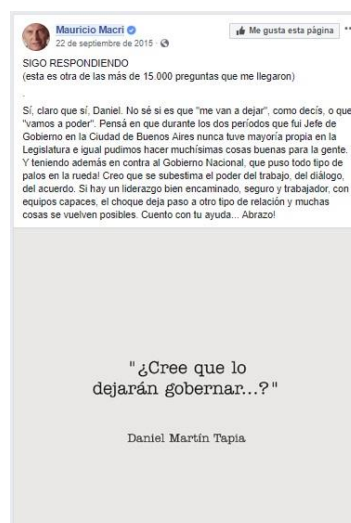 Mauricio Macri
Me gusta esta página
22 de septiembre de 2015 ·
SIGO RESPONDIENDO
(esta es otra de las más de 15.000 preguntas que me llegaron)
.
Sí, claro que sí, Daniel. No sé si es que "me van a dejar", como decís, o que
"vamos a poder". Pensá en que durante los dos períodos que fui Jefe de
Gobierno en la Ciudad de Buenos Aires nunca tuve mayoría propia en la
Legislatura e igual pudimos hacer muchísimas cosas buenas para la gente.
Y teniendo además en contra al Gobierno Nacional, que puso todo tipo de
palos en la rueda! Creo que se subestima el poder del trabajo, del diálogo,
del acuerdo. Si hay un liderazgo bien encaminado, seguro y trabajador, con
equipos capaces, el choque deja paso a otro tipo de relación y muchas
cosas se vuelven posibles. Cuento con tu ayuda... Abrazo!
"¿Cree que lo
dejarán gobernar...?"
Daniel Martín Tapia